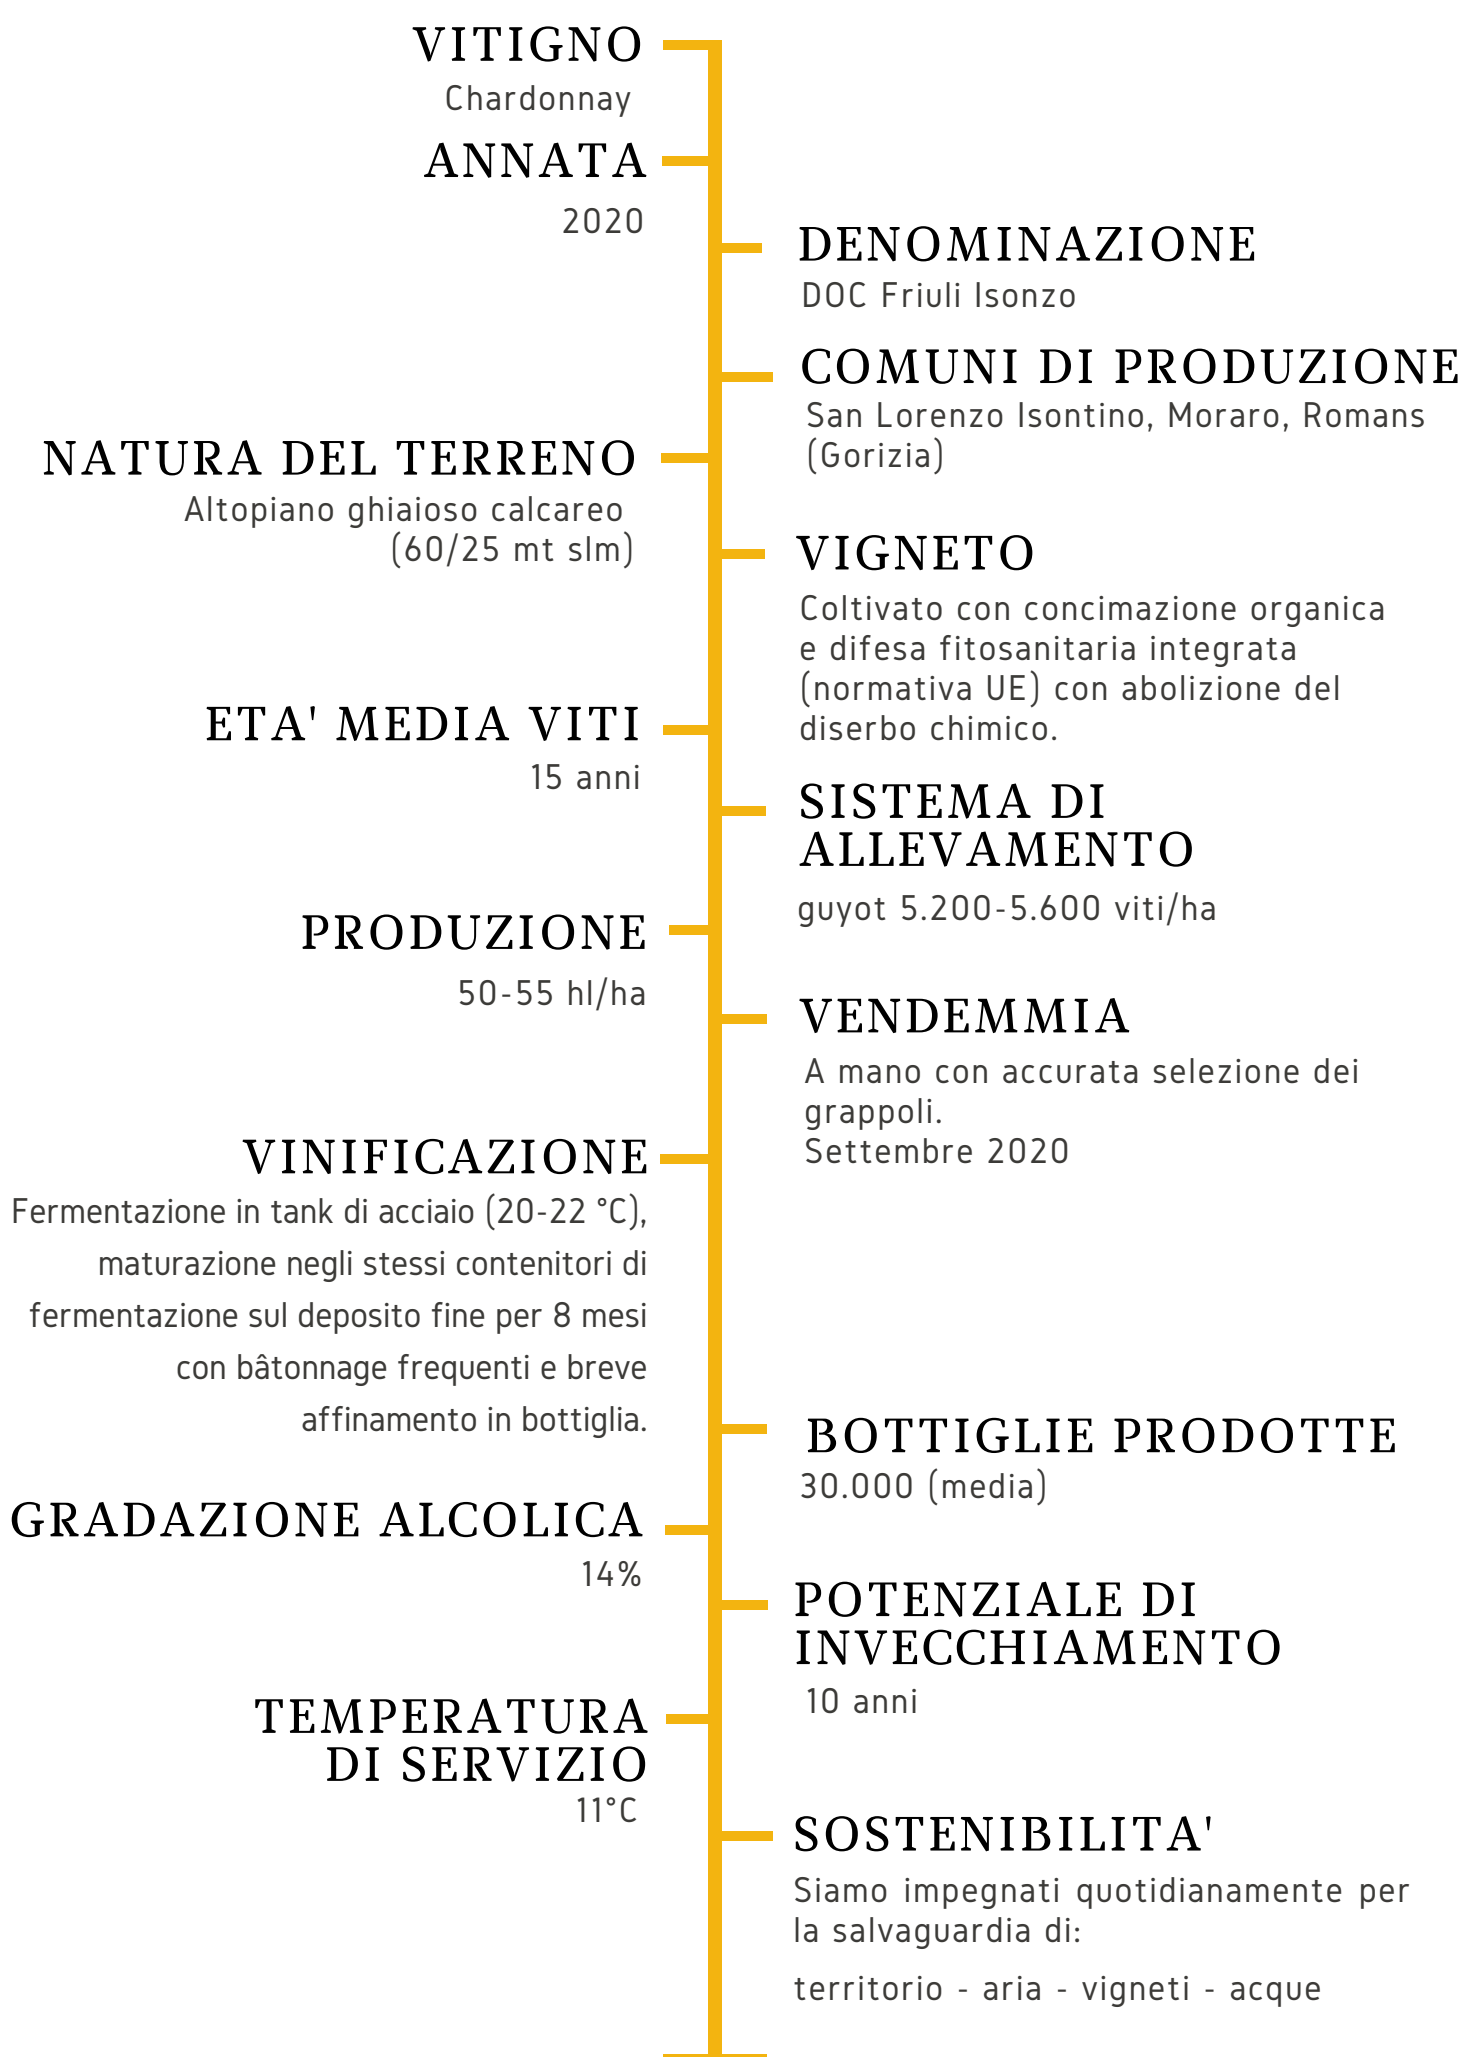 VITIGNO
Chardonnay
ANNATA
2020
DENOMINAZIONE
DOC Friuli Isonzo
COMUNI DI PRODUZIONE
San Lorenzo Isontino, Moraro, Romans
(Gorizia)
NATURA DEL TERRENO
Altopiano ghiaioso calcareo
(60/25 mt slm)
VIGNETO
Coltivato con concimazione organica
e difesa fitosanitaria integrata
(normativa UE) con abolizione del
diserbo chimico.
ETA' MEDIA VITI
15 anni
SISTEMA DI
ALLEVAMENTO
guyot 5.200-5.600 viti/ha
PRODUZIONE
50-55 hl/ha
VENDEMMIA
A mano con accurata selezione dei
grappoli.
Settembre 2020
VINIFICAZIONE
Fermentazione in tank di acciaio (20-22 °C),
maturazione negli stessi contenitori di
fermentazione sul deposito fine per 8 mesi
con bâtonnage frequenti e breve
affinamento in bottiglia.
BOTTIGLIE PRODOTTE
30.000 (media)
GRADAZIONE ALCOLICA
14%
POTENZIALE DI
INVECCHIAMENTO
10 anni
TEMPERATURA
DI SERVIZIO
11°C
SOSTENIBILITA'
Siamo impegnati quotidianamente per
la salvaguardia di:
territorio - aria - vigneti - acque